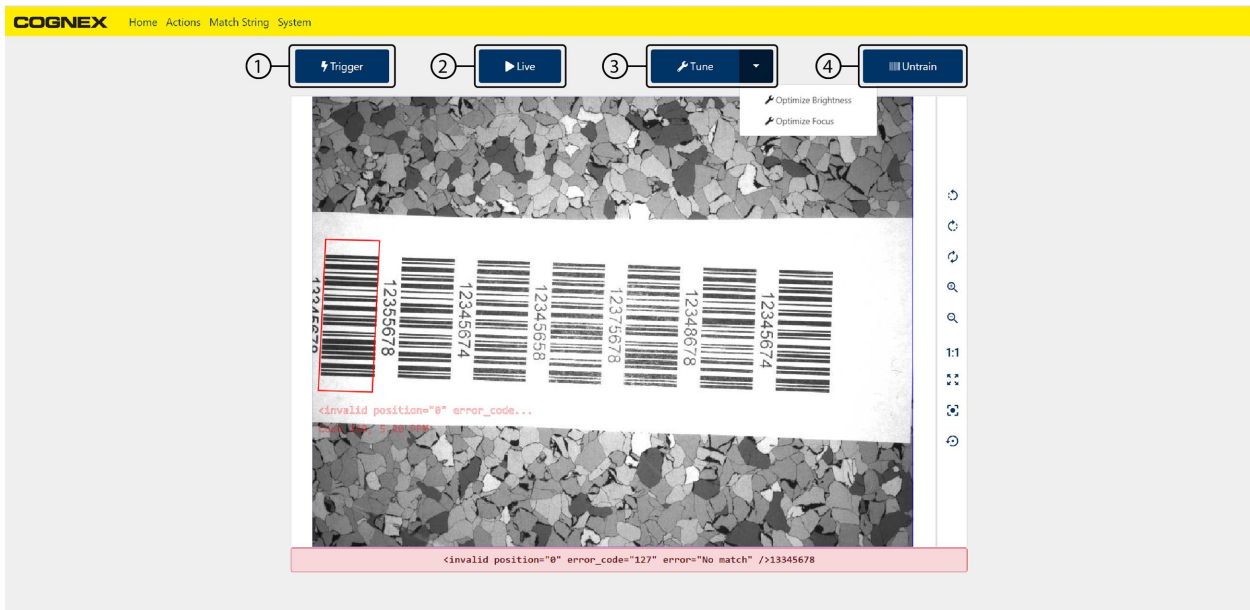 COGNEX Home Actions Match String System
1 Trigger 2 Live 3 Tune 4 Untrain
Optimize Brightness
Optimize Focus
12355678
12345674
12345658
12375678
12348678
12345674
1:1
<invalid position="0" error_code...
<invalid position="0" error_code="127" error="No match" />13345678